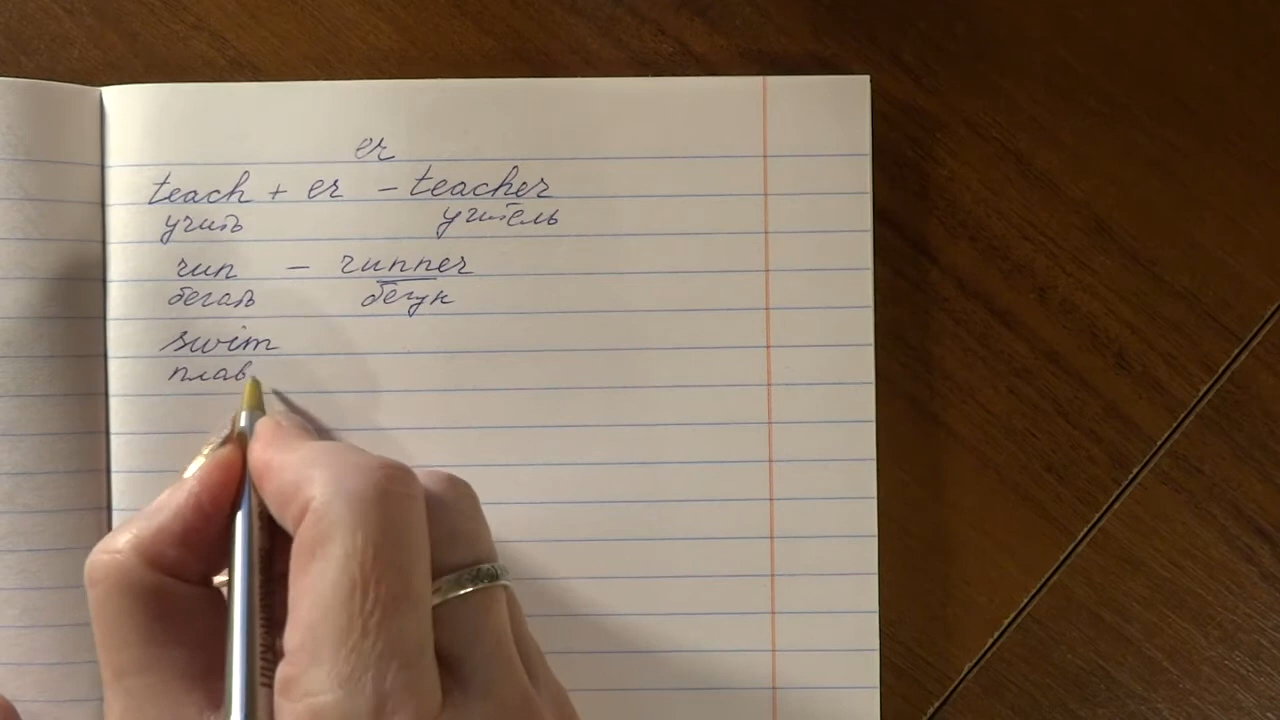 er
teach + er - teacher
учить учитель
run - runner
бегать бегун
swim
плав